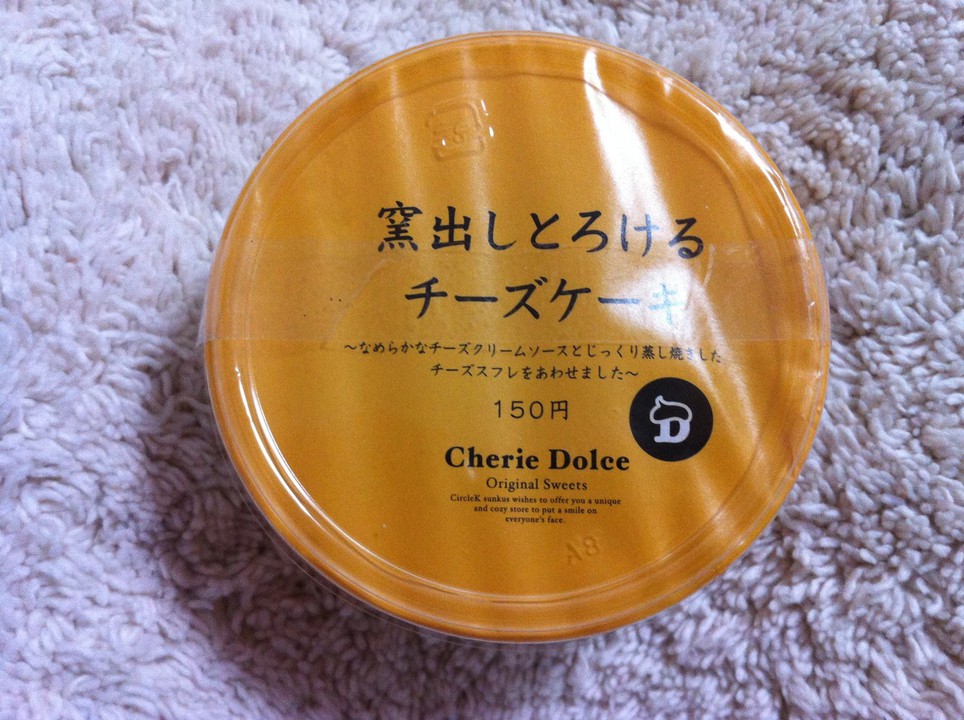 窯出しとろける
チーズケーキ
〜なめらかなチーズクリームソースとじっくり蒸し焼きした
チーズスフレをあわせました〜
150円
D
Cherie Dolce
Original Sweets
CircleK sunkus wishes to offer you a unique
and cozy store to put a smile on
everyone's face.
A8